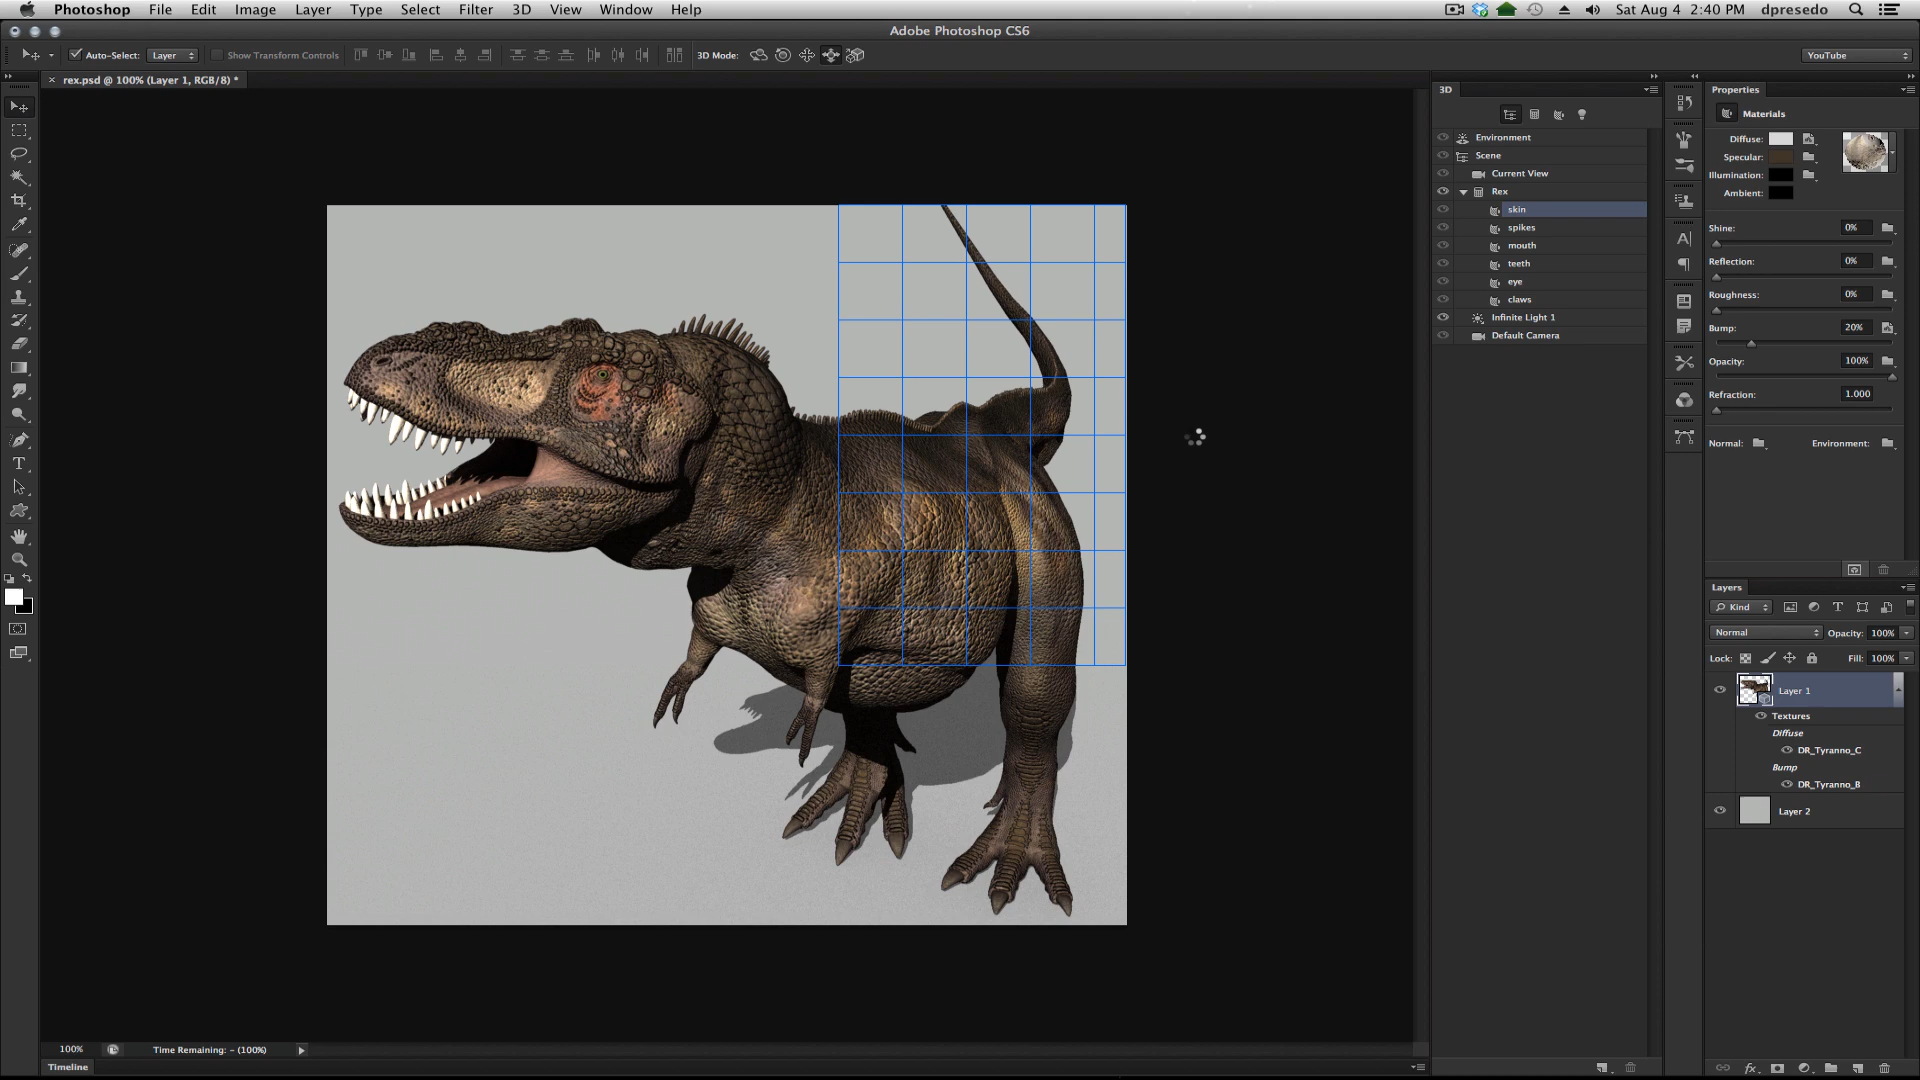 Photoshop File Edit Image Layer Type Select Filter 3D View Window Help Sat Aug 4 2:40 PM dpresedo
Adobe Photoshop CS6
Auto-Select: Layer Show Transform Controls 3D Mode: YouTube
× rex.psd @ 100% (Layer 1, RGB/8) *
3D
Environment
Scene
Current View
Rex
skin
spikes
mouth
teeth
eye
claws
Infinite Light 1
Default Camera
Properties
Materials
Diffuse:
Specular:
Illumination:
Ambient:
Shine: 0%
Reflection: 0%
Roughness: 0%
Bump: 20%
Opacity: 100%
Refraction: 1.000
Normal: Environment:
Layers
Kind
Normal Opacity: 100%
Lock: Fill: 100%
Layer 1
Textures
Diffuse
DR_Tyranno_C
Bump
DR_Tyranno_B
Layer 2
100% Time Remaining: ~ (100%)
Timeline